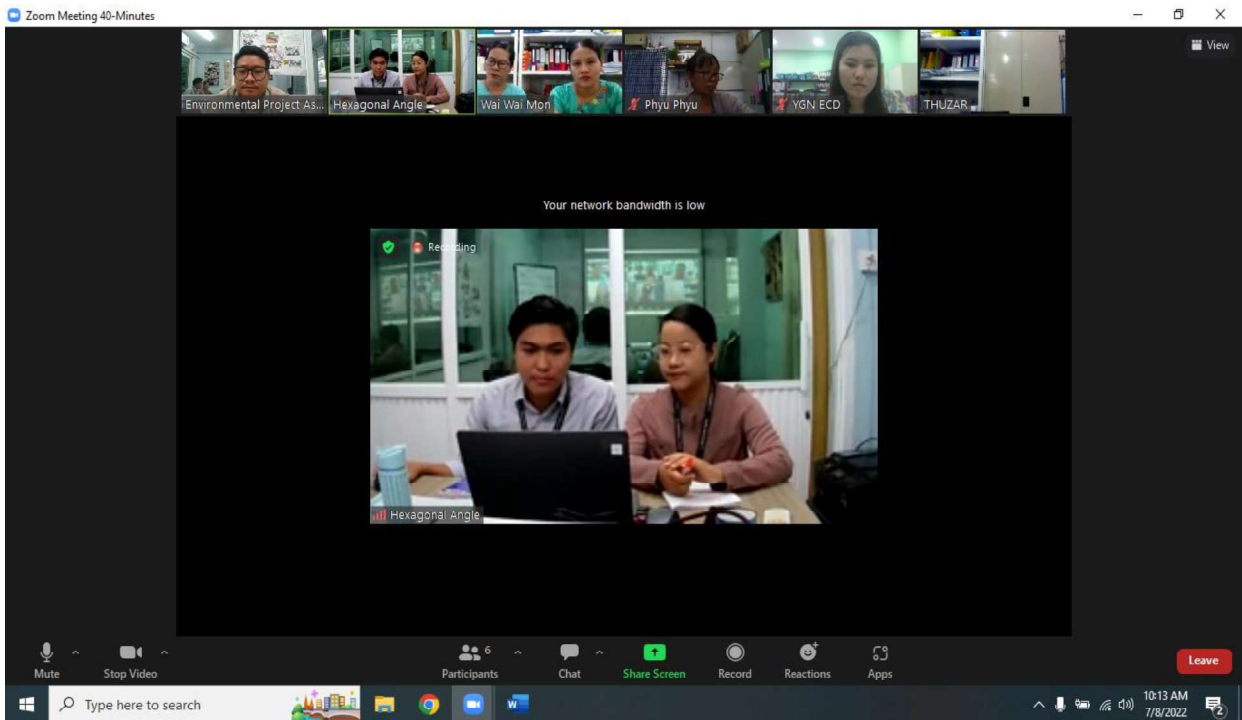 Zoom Meeting 40-Minutes
View
Environmental Project As...
Hexagonal Angle
Wai Wai Mon
Phyu Phyu
YGN ECD
THUZAR
Your network bandwidth is low
Recording
Hexagonal Angle
6
Mute
Stop Video
Participants
Chat
Share Screen
Record
Reactions
Apps
Leave
Type here to search
10:13 AM
7/8/2022
2